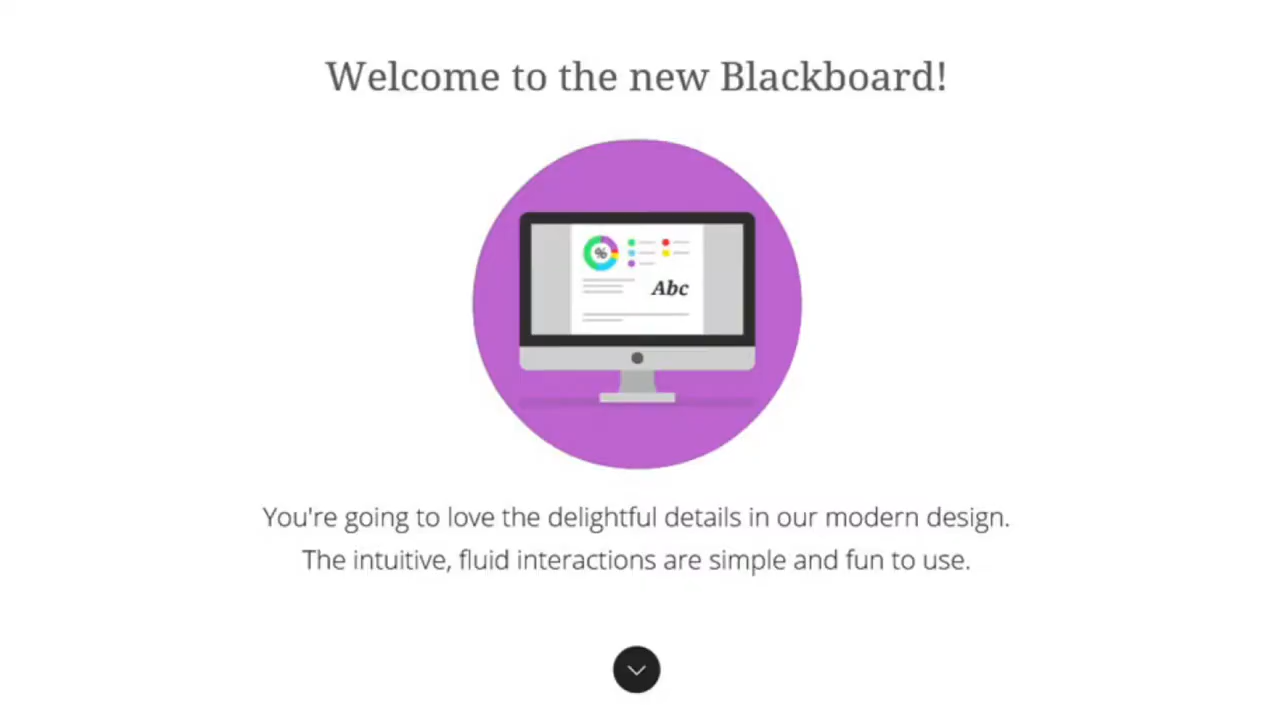 Welcome to the new Blackboard!
%
Abc
You're going to love the delightful details in our modern design.
The intuitive, fluid interactions are simple and fun to use.